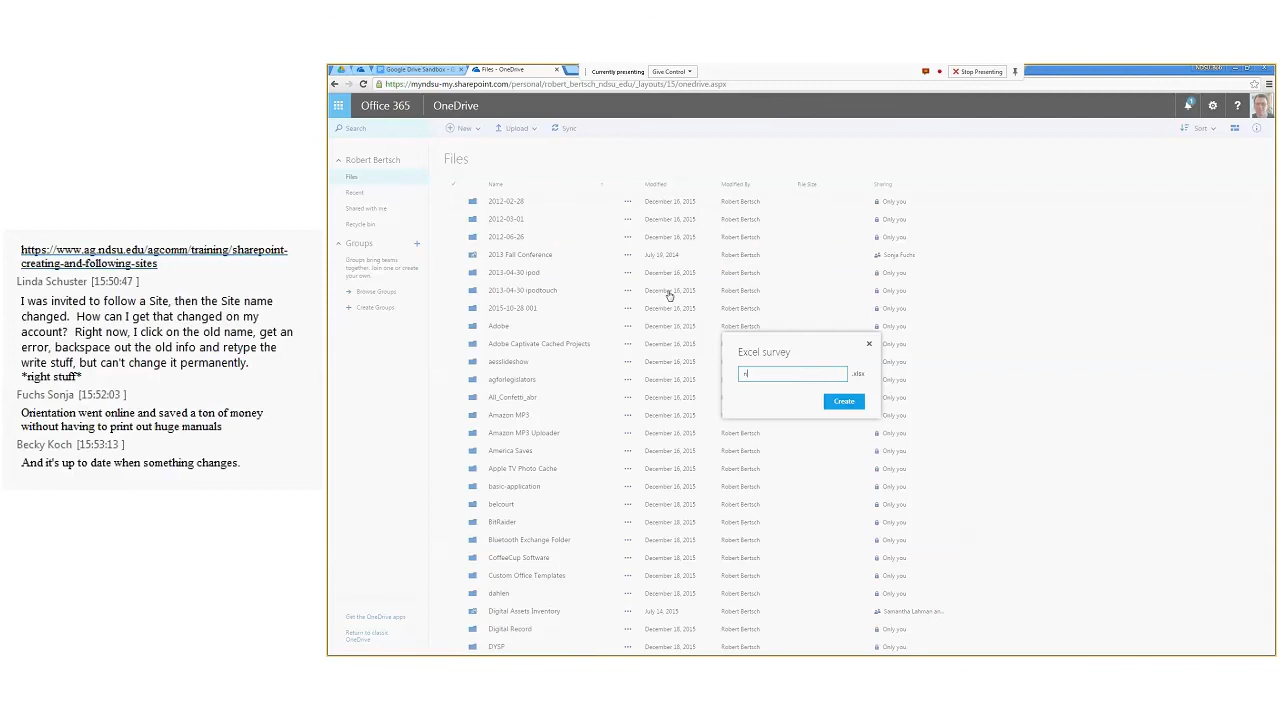 https://www.ag.ndsu.edu/agcomm/training/sharepoint-
creating-and-following-sites
Linda Schuster [15:50:47 ]
I was invited to follow a Site, then the Site name
changed. How can I get that changed on my
account? Right now, I click on the old name, get an
error, backspace out the old info and retype the
write stuff, but can't change it permanently.
*right stuff*
Fuchs Sonja [15:52:03 ]
Orientation went online and saved a ton of money
without having to print out huge manuals
Becky Koch [15:53:13 ]
And it's up to date when something changes.
Google Drive Sandbox - G
Files - OneDrive
Currently presenting
Give Control
Stop Presenting
https://myndsu-my.sharepoint.com/personal/robert_bertsch_ndsu_edu/_layouts/15/onedrive.aspx
Office 365
OneDrive
1
?
Search
New
Upload
Sync
Sort
Robert Bertsch
Files
Recent
Shared with me
Recycle bin
Groups
Groups bring teams
together. Join one or create
your own.
Browse Groups
Create Groups
Get the OneDrive apps
Return to classic
OneDrive
Files
Name Modified Modified By File Size Sharing
2012-02-28 December 16, 2015 Robert Bertsch Only you
2012-03-01 December 16, 2015 Robert Bertsch Only you
2012-06-26 December 16, 2015 Robert Bertsch Only you
2013 Fall Conference July 19, 2014 Robert Bertsch Sonja Fuchs
2013-04-30 ipod December 16, 2015 Robert Bertsch Only you
2013-04-30 ipodtouch December 16, 2015 Robert Bertsch Only you
2015-10-28 001 December 16, 2015 Robert Bertsch Only you
Adobe December 16, 2015 Robert Bertsch Only you
Adobe Captivate Cached Projects December 16, 2015 Only you
aesslideshow December 16, 2015 Only you
agforlegislators December 16, 2015 Only you
All_Confetti_abr December 16, 2015 Only you
Amazon MP3 December 16, 2015 Only you
Amazon MP3 Uploader December 16, 2015 Robert Bertsch Only you
America Saves December 16, 2015 Robert Bertsch Only you
Apple TV Photo Cache December 16, 2015 Robert Bertsch Only you
basic-application December 16, 2015 Robert Bertsch Only you
belcourt December 18, 2015 Robert Bertsch Only you
BitRaider December 18, 2015 Robert Bertsch Only you
Bluetooth Exchange Folder December 18, 2015 Robert Bertsch Only you
CoffeeCup Software December 18, 2015 Robert Bertsch Only you
Custom Office Templates December 18, 2015 Robert Bertsch Only you
dahlen December 18, 2015 Robert Bertsch Only you
Digital Assets Inventory July 14, 2015 Robert Bertsch Samantha Lahman an...
Digital Record December 18, 2015 Robert Bertsch Only you
DYSP December 18, 2015 Robert Bertsch Only you
Excel survey
n .xlsx
Create